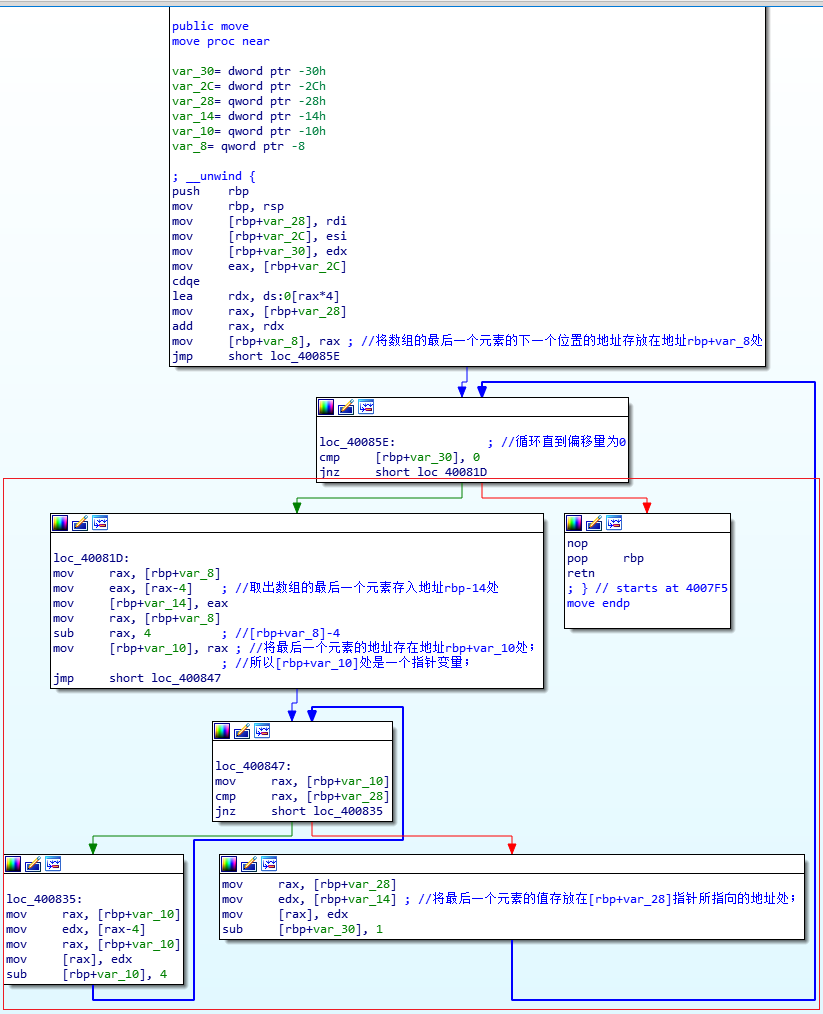 public move
move proc near
var_30= dword ptr -30h
var_2C= dword ptr -2Ch
var_28= qword ptr -28h
var_14= dword ptr -14h
var_10= qword ptr -10h
var_8= qword ptr -8
; __unwind {
push rbp
mov rbp, rsp
mov [rbp+var_28], rdi
mov [rbp+var_2C], esi
mov [rbp+var_30], edx
mov eax, [rbp+var_2C]
cdqe
lea rdx, ds:0[rax*4]
mov rax, [rbp+var_28]
add rax, rdx
mov [rbp+var_8], rax ; //将数组的最后一个元素的下一个位置的地址存放在地址rbp+var_8处
jmp short loc_40085E
loc_40085E: ; //循环直到偏移量为0
cmp [rbp+var_30], 0
jnz short loc_40081D
loc_40081D:
mov rax, [rbp+var_8]
mov eax, [rax-4] ; //取出数组的最后一个元素存入地址rbp-14处
mov [rbp+var_14], eax
mov rax, [rbp+var_8]
sub rax, 4 ; //[rbp+var_8]-4
mov [rbp+var_10], rax ; //将最后一个元素的地址存在地址rbp+var_10处;
; //所以[rbp+var_10]处是一个指针变量;
jmp short loc_400847
nop
pop rbp
retn
; } // starts at 4007F5
move endp
loc_400847:
mov rax, [rbp+var_10]
cmp rax, [rbp+var_28]
jnz short loc_400835
loc_400835:
mov rax, [rbp+var_10]
mov edx, [rax-4]
mov rax, [rbp+var_10]
mov [rax], edx
sub [rbp+var_10], 4
mov rax, [rbp+var_28]
mov edx, [rbp+var_14] ; //将最后一个元素的值存放在[rbp+var_28]指针所指向的地址处;
mov [rax], edx
sub [rbp+var_30], 1